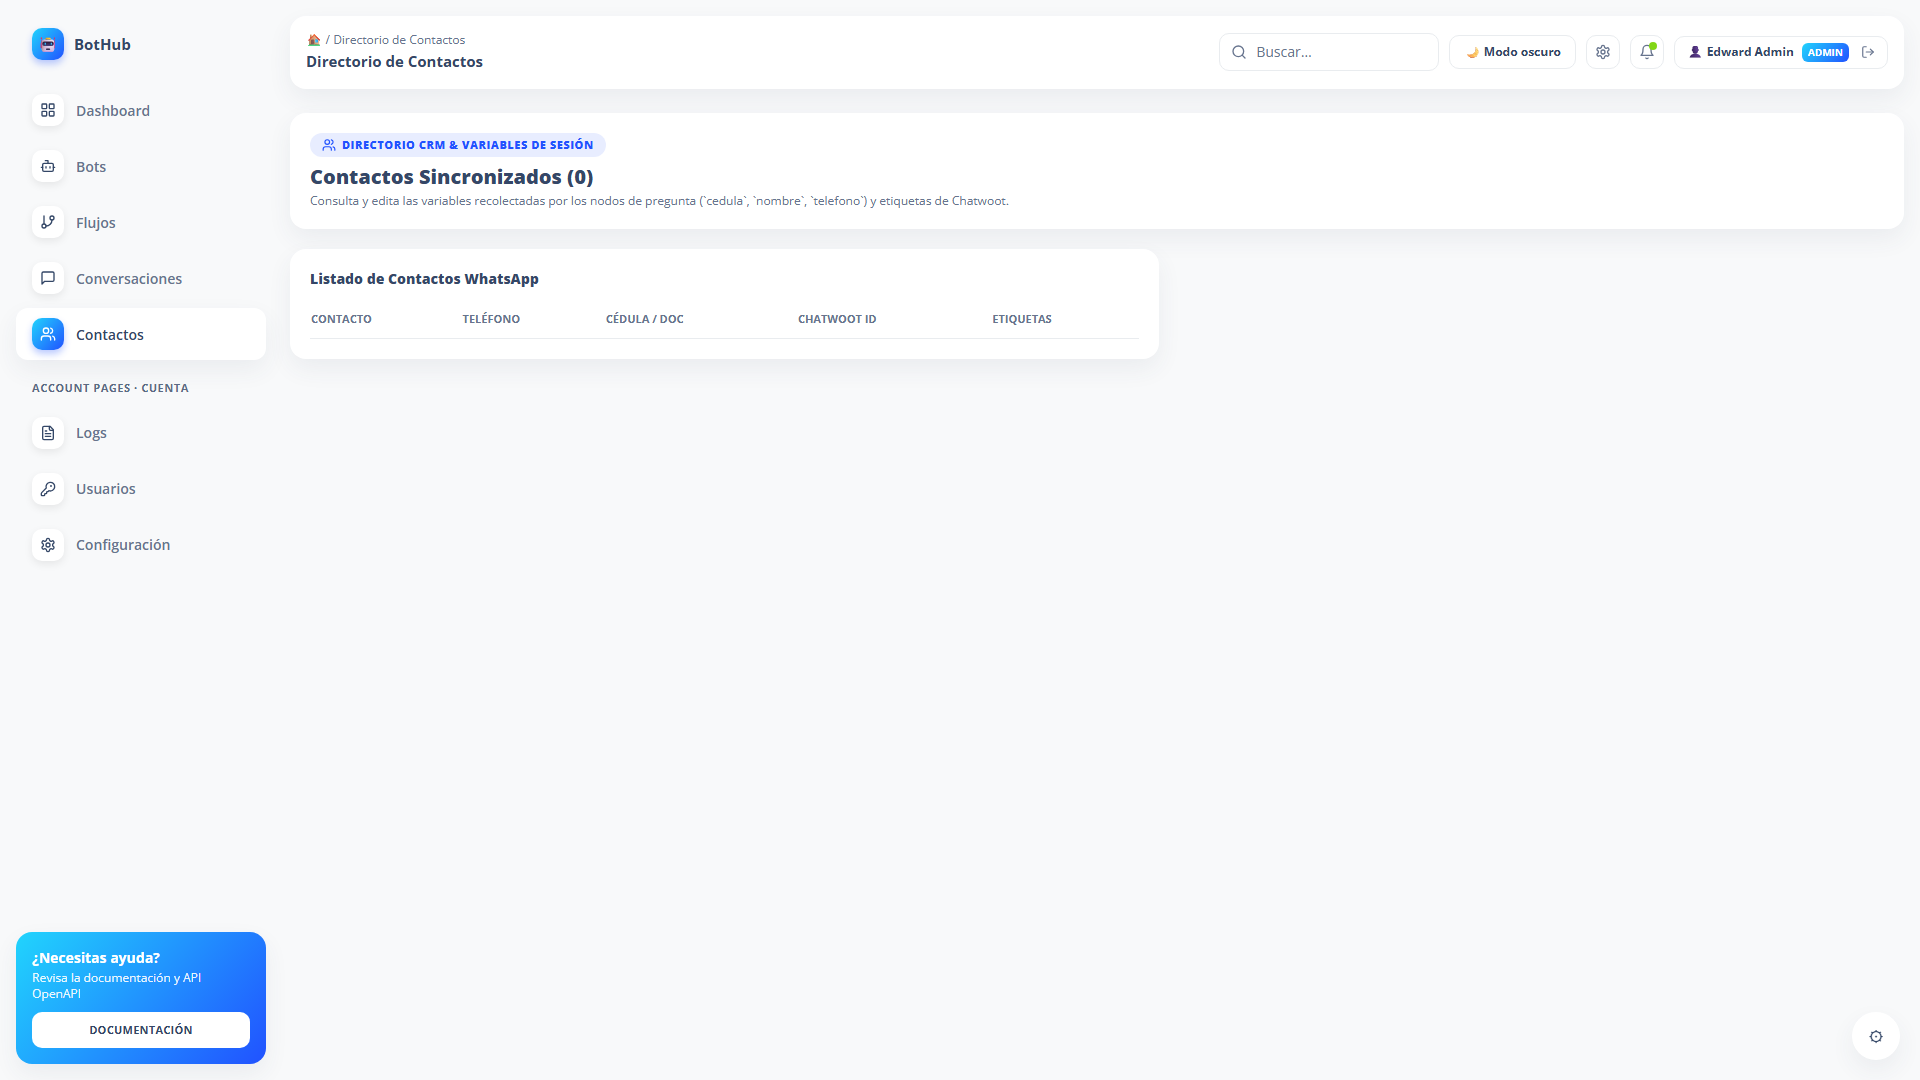 BotHub
Dashboard
Bots
Flujos
Conversaciones
Contactos
ACCOUNT PAGES · CUENTA
Logs
Usuarios
Configuración
¿Necesitas ayuda?
Revisa la documentación y API
OpenAPI
DOCUMENTACIÓN
/ Directorio de Contactos
Directorio de Contactos
Buscar...
Modo oscuro
Edward Admin ADMIN
DIRECTORIO CRM & VARIABLES DE SESIÓN
Contactos Sincronizados (0)
Consulta y edita las variables recolectadas por los nodos de pregunta (`cedula`, `nombre`, `telefono`) y etiquetas de Chatwoot.
Listado de Contactos WhatsApp
CONTACTO TELÉFONO CÉDULA / DOC CHATWOOT ID ETIQUETAS